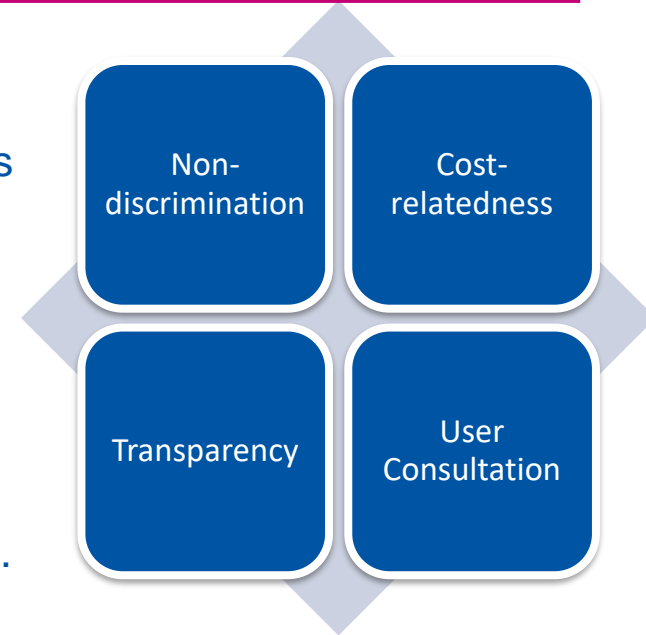 s
Non-
discrimination
Cost-
relatedness
Transparency
User
Consultation
.